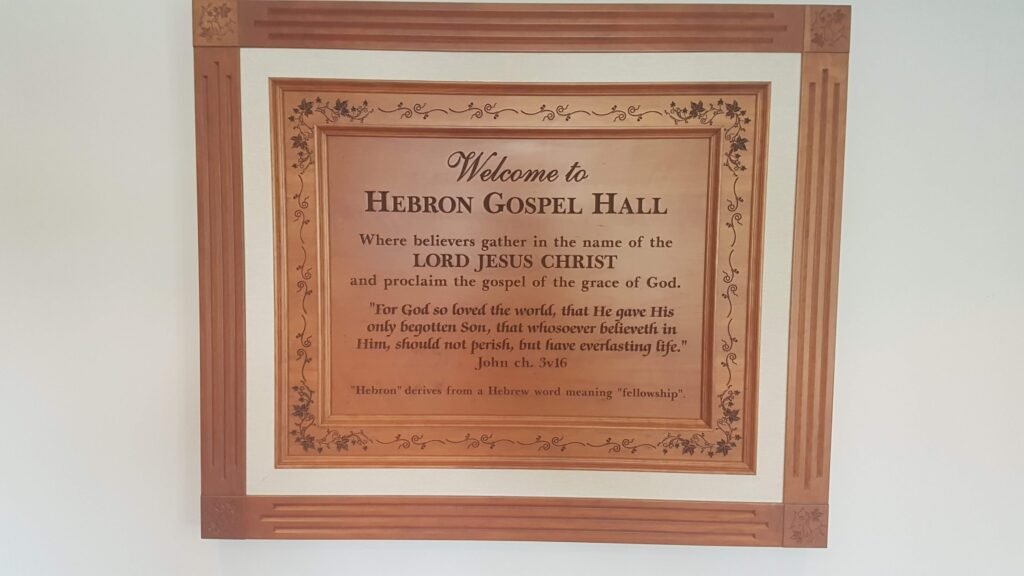 Welcome to
HEBRON GOSPEL HALL
Where believers gather in the name of the
LORD JESUS CHRIST
and proclaim the gospel of the grace of God.
"For God so loved the world, that He gave His
only begotten Son, that whosoever believeth in
Him, should not perish, but have everlasting life."
John ch. 3v16
"Hebron" derives from a Hebrew word meaning "fellowship".